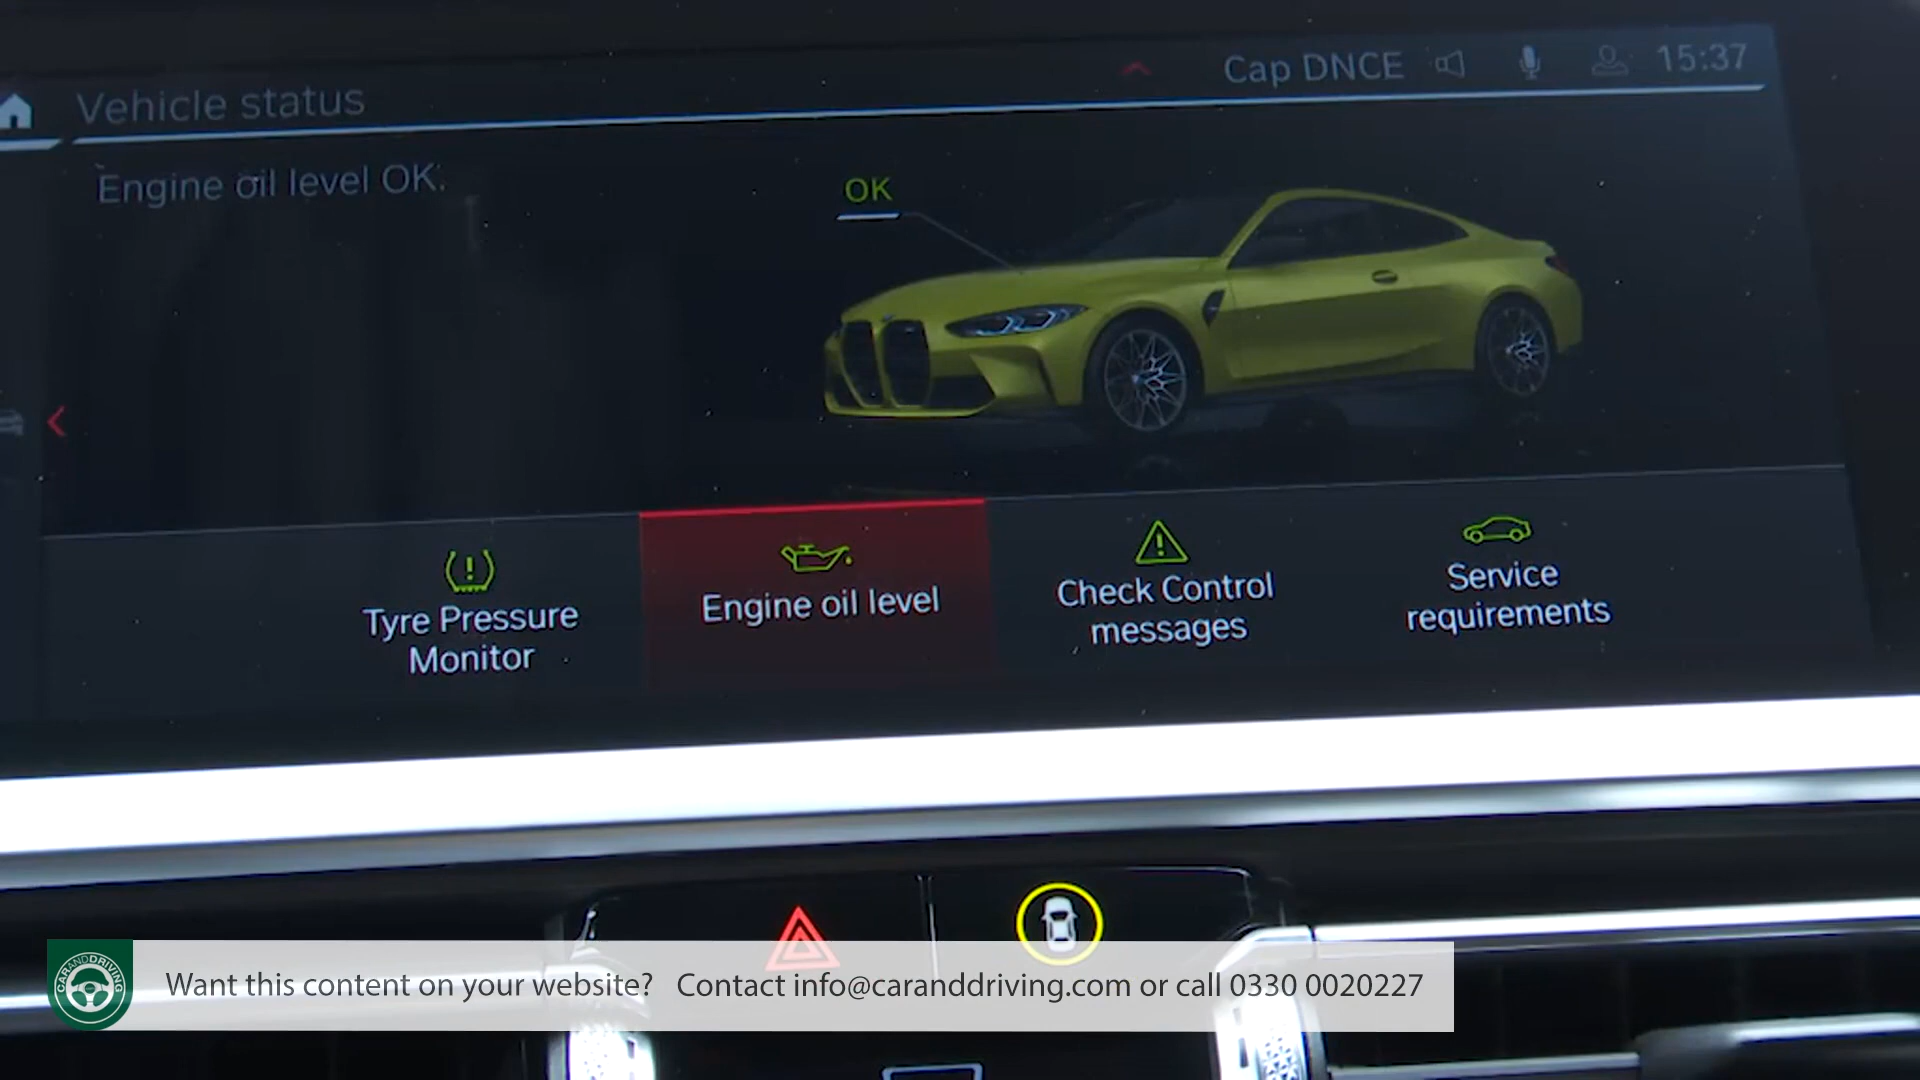 Vehicle status
Cap DNCE
15:37
Engine oil level OK.
OK
Tyre Pressure
Monitor
Engine oil level
Check Control
messages
Service
requirements
CARANDDRIVING
Want this content on your website? Contact info@caranddriving.com or call 0330 0020227